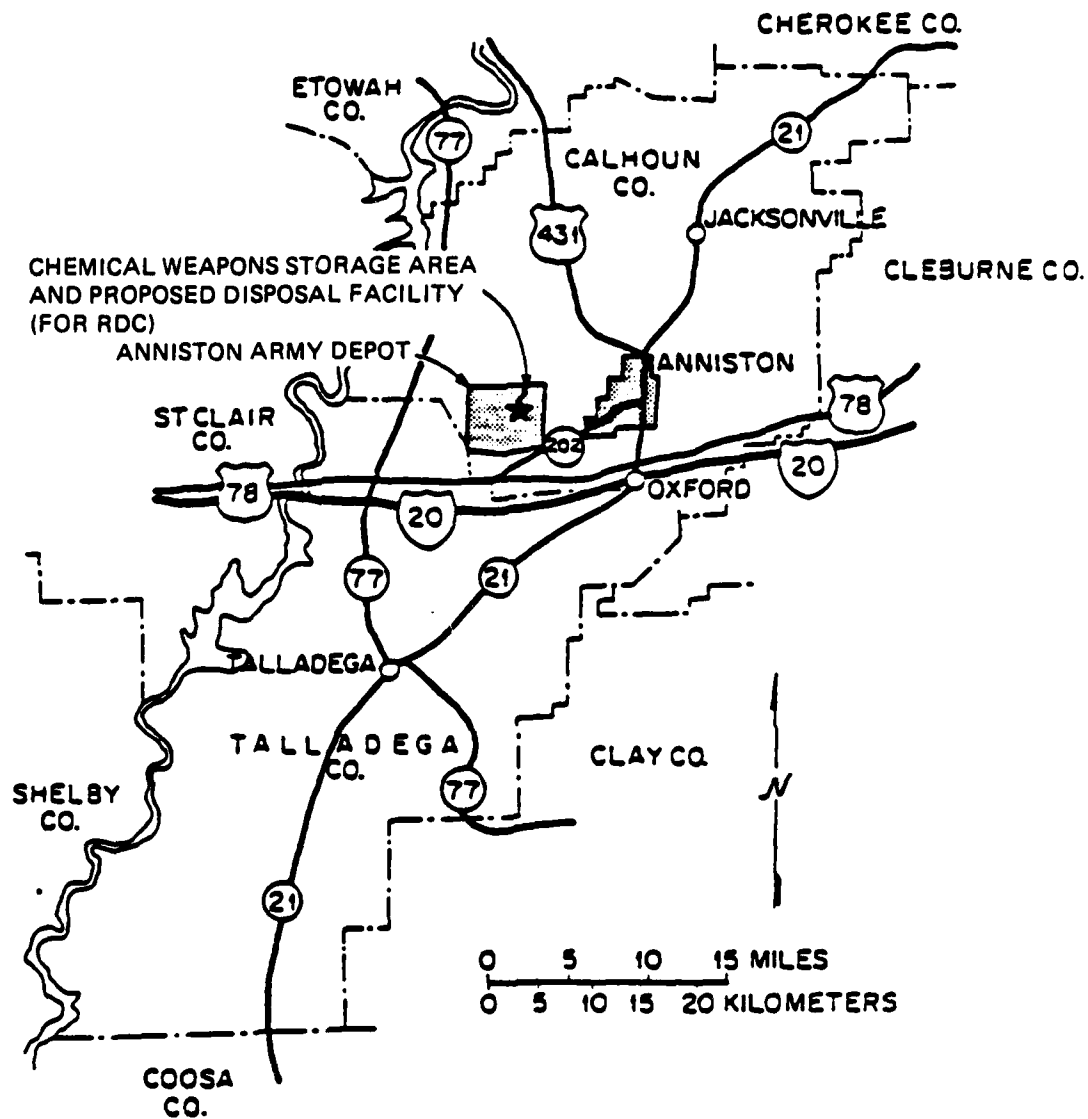 CHEROKEE CO.
ETOWAH
CO.
77
21
CALHOUN
CO.
JACKSONVILLE
431
CLEBURNE CO.
CHEMICAL WEAPONS STORAGE AREA
AND PROPOSED DISPOSAL FACILITY
(FOR RDC)
ANNISTON ARMY DEPOT
ANNISTON
ST CLAIR
CO.
78
202
20
78
OXFORD
20
77
21
TALLADEGA
TALLADEGA
CO.
CLAY CO.
77
SHELBY
CO.
N
21
0 5 10 15 MILES
0 5 10 15 20 KILOMETERS
COOSA
CO.